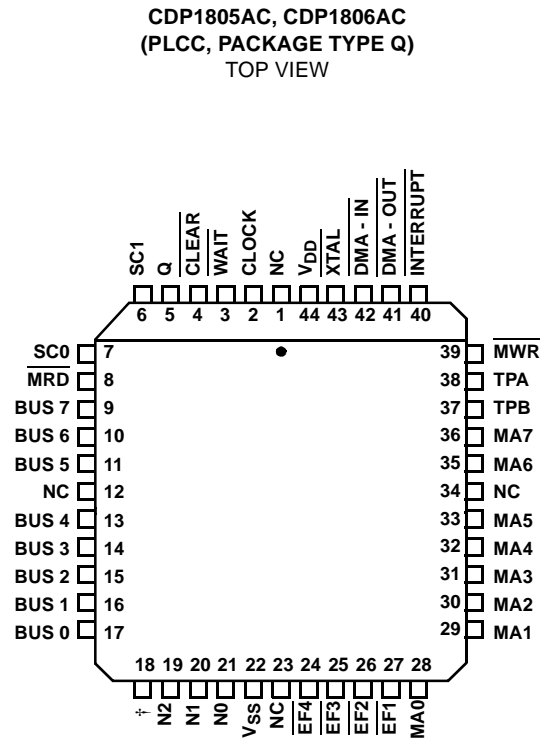 CDP1805AC, CDP1806AC
(PLCC, PACKAGE TYPE Q)
TOP VIEW
SC1
Q
CLEAR
WAIT
CLOCK
NC
VDD
XTAL
DMA - IN
DMA - OUT
INTERRUPT
6 5 4 3 2 1 44 43 42 41 40
SC0 7
MRD 8
BUS 7 9
BUS 6 10
BUS 5 11
NC 12
BUS 4 13
BUS 3 14
BUS 2 15
BUS 1 16
BUS 0 17
39 MWR
38 TPA
37 TPB
36 MA7
35 MA6
34 NC
33 MA5
32 MA4
31 MA3
30 MA2
29 MA1
18 19 20 21 22 23 24 25 26 27 28
†
N2
N1
N0
VSS
NC
EF4
EF3
EF2
EF1
MA0